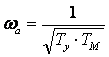 ω_a = 1 / √(T_y · T_M)